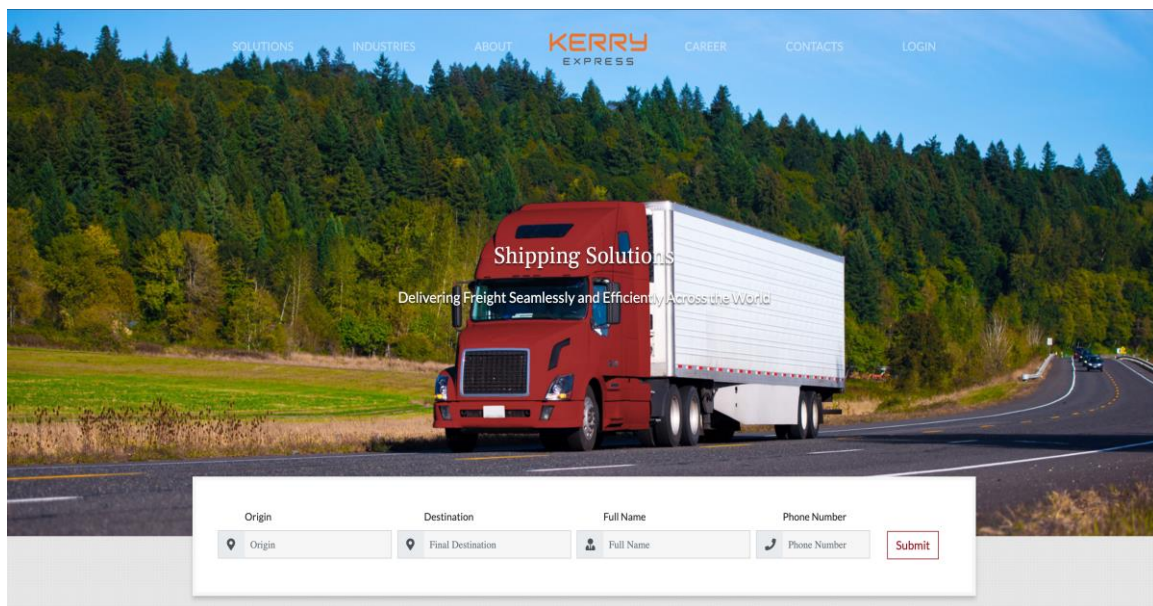 SOLUTIONS INDUSTRIES ABOUT KERRY EXPRESS CAREER CONTACTS LOGIN
Shipping Solutions
Delivering Freight Seamlessly and Efficiently Across the World
Origin Destination Full Name Phone Number
Origin Final Destination Full Name Phone Number Submit